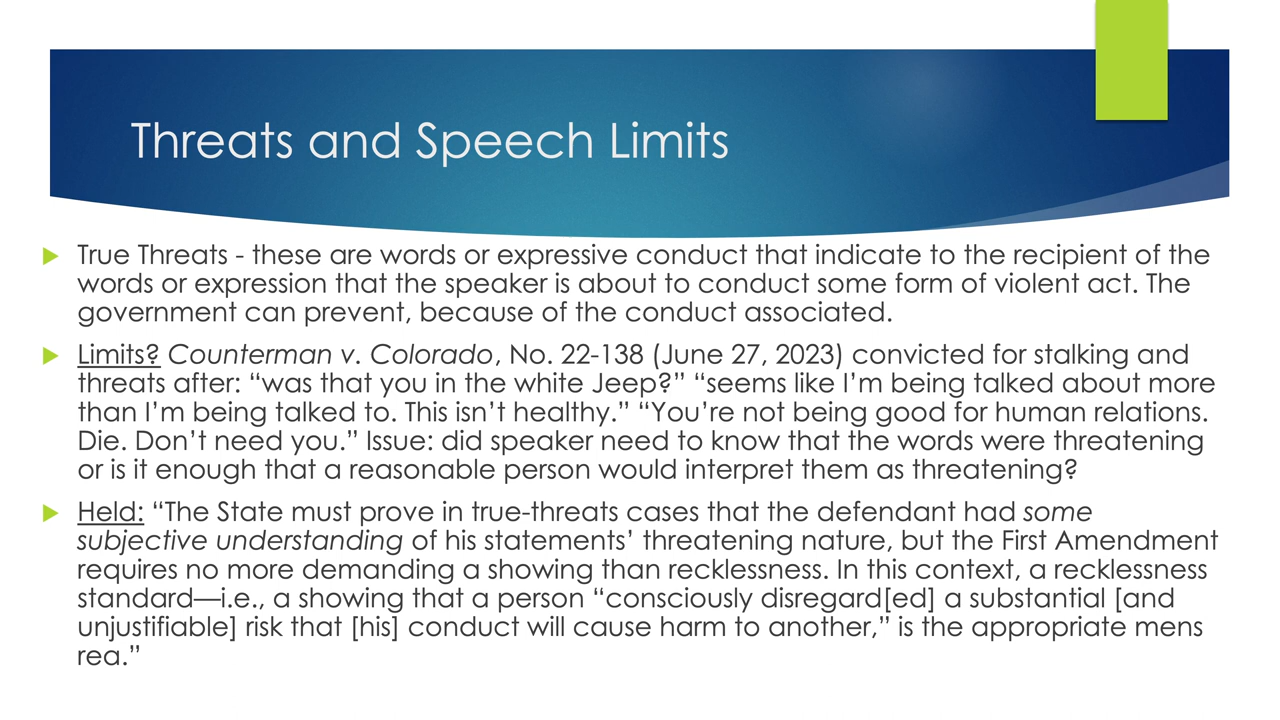 Threats and Speech Limits
True Threats - these are words or expressive conduct that indicate to the recipient of the
words or expression that the speaker is about to conduct some form of violent act. The
government can prevent, because of the conduct associated.
Limits? Counterman v. Colorado, No. 22-138 (June 27, 2023) convicted for stalking and
threats after: “was that you in the white Jeep?” “seems like I’m being talked about more
than I’m being talked to. This isn’t healthy.” “You’re not being good for human relations.
Die. Don’t need you.” Issue: did speaker need to know that the words were threatening
or is it enough that a reasonable person would interpret them as threatening?
Held: “The State must prove in true-threats cases that the defendant had some
subjective understanding of his statements’ threatening nature, but the First Amendment
requires no more demanding a showing than recklessness. In this context, a recklessness
standard—i.e., a showing that a person “consciously disregard[ed] a substantial [and
unjustifiable] risk that [his] conduct will cause harm to another,” is the appropriate mens
rea.”